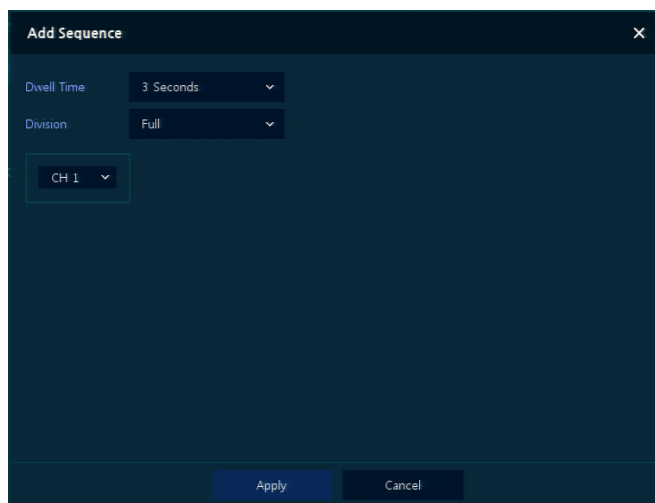 Add Sequence
Dwell Time 3 Seconds
Division Full
CH 1
Apply Cancel